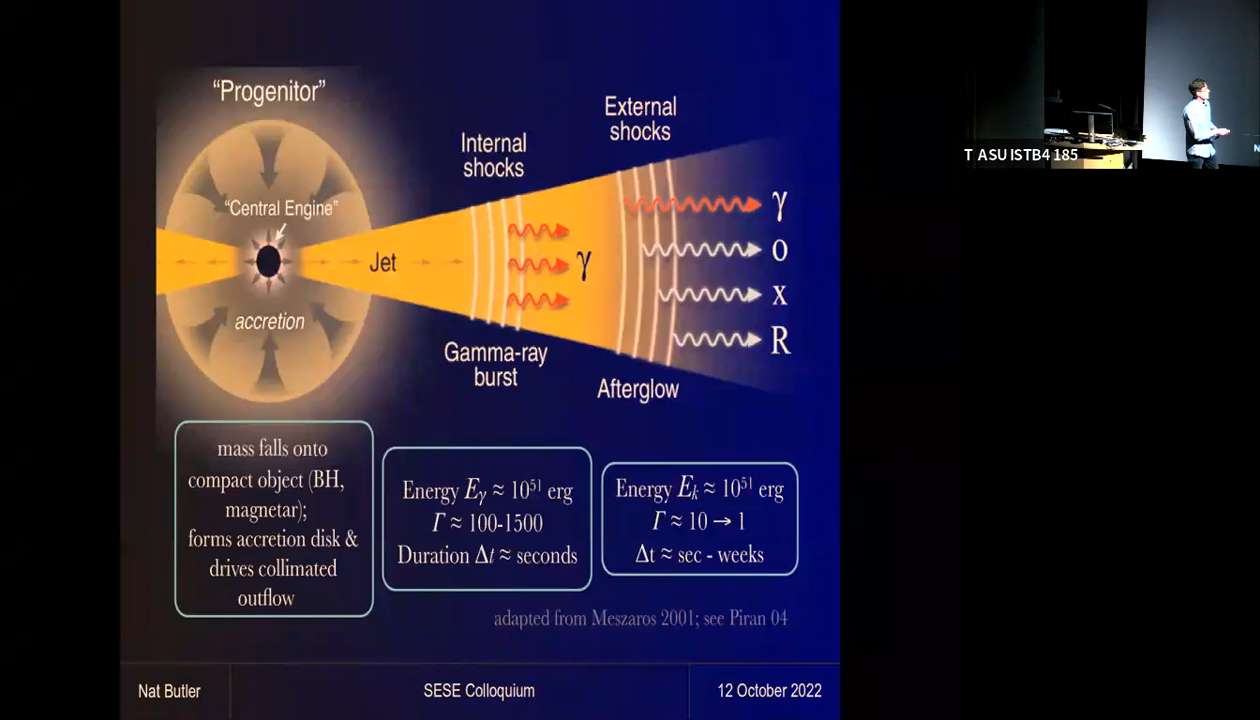 “Progenitor”
“Central Engine”
accretion
Jet
Internal
shocks
γ
Gamma-ray
burst
External
shocks
γ
o
x
R
Afterglow
mass falls onto
compact object (BH,
magnetar);
forms accretion disk &
drives collimated
outflow
Energy Eγ ≈ 10⁵¹ erg
Γ ≈ 100-1500
Duration Δt ≈ seconds
Energy Eₖ ≈ 10⁵¹ erg
Γ ≈ 10 → 1
Δt ≈ sec - weeks
adapted from Meszaros 2001; see Piran 04
Nat Butler
SESE Colloquium
12 October 2022
T ASU ISTB4 185
N